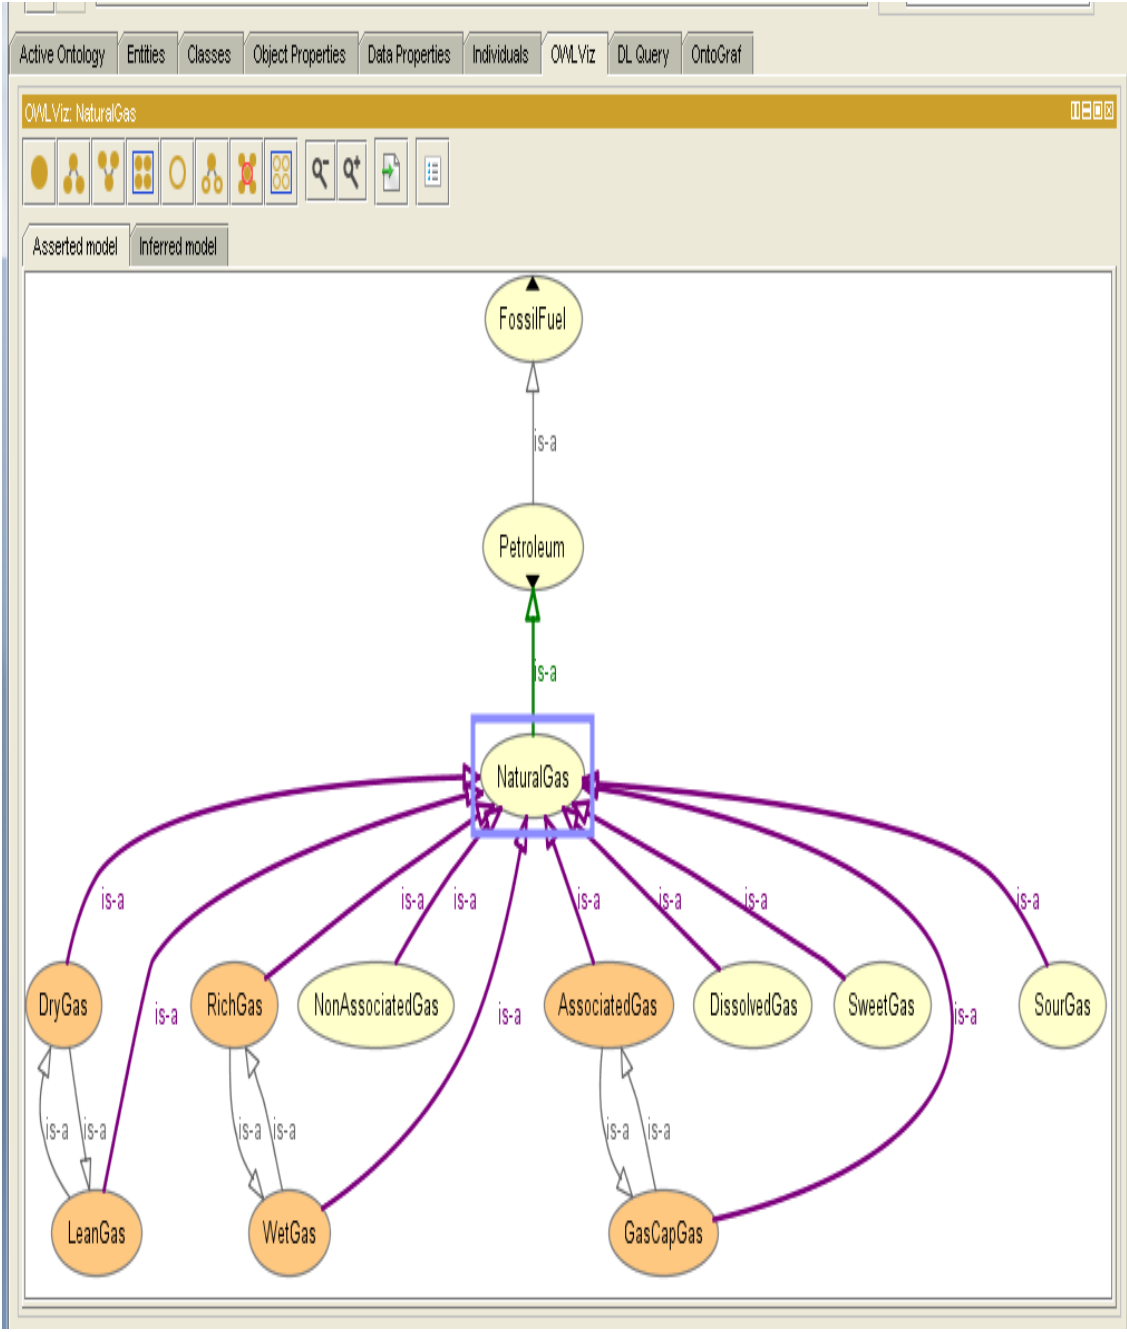 Active Ontology Entities Classes Object Properties Data Properties Individuals OWLViz DL Query OntoGraf
OWLViz: NaturalGas
Asserted model Inferred model
FossilFuel
is-a
Petroleum
is-a
NaturalGas
is-a is-a is-a is-a is-a is-a is-a
DryGas RichGas NonAssociatedGas AssociatedGas DissolvedGas SweetGas SourGas
is-a is-a is-a
is-a is-a is-a is-a is-a is-a
LeanGas WetGas GasCapGas